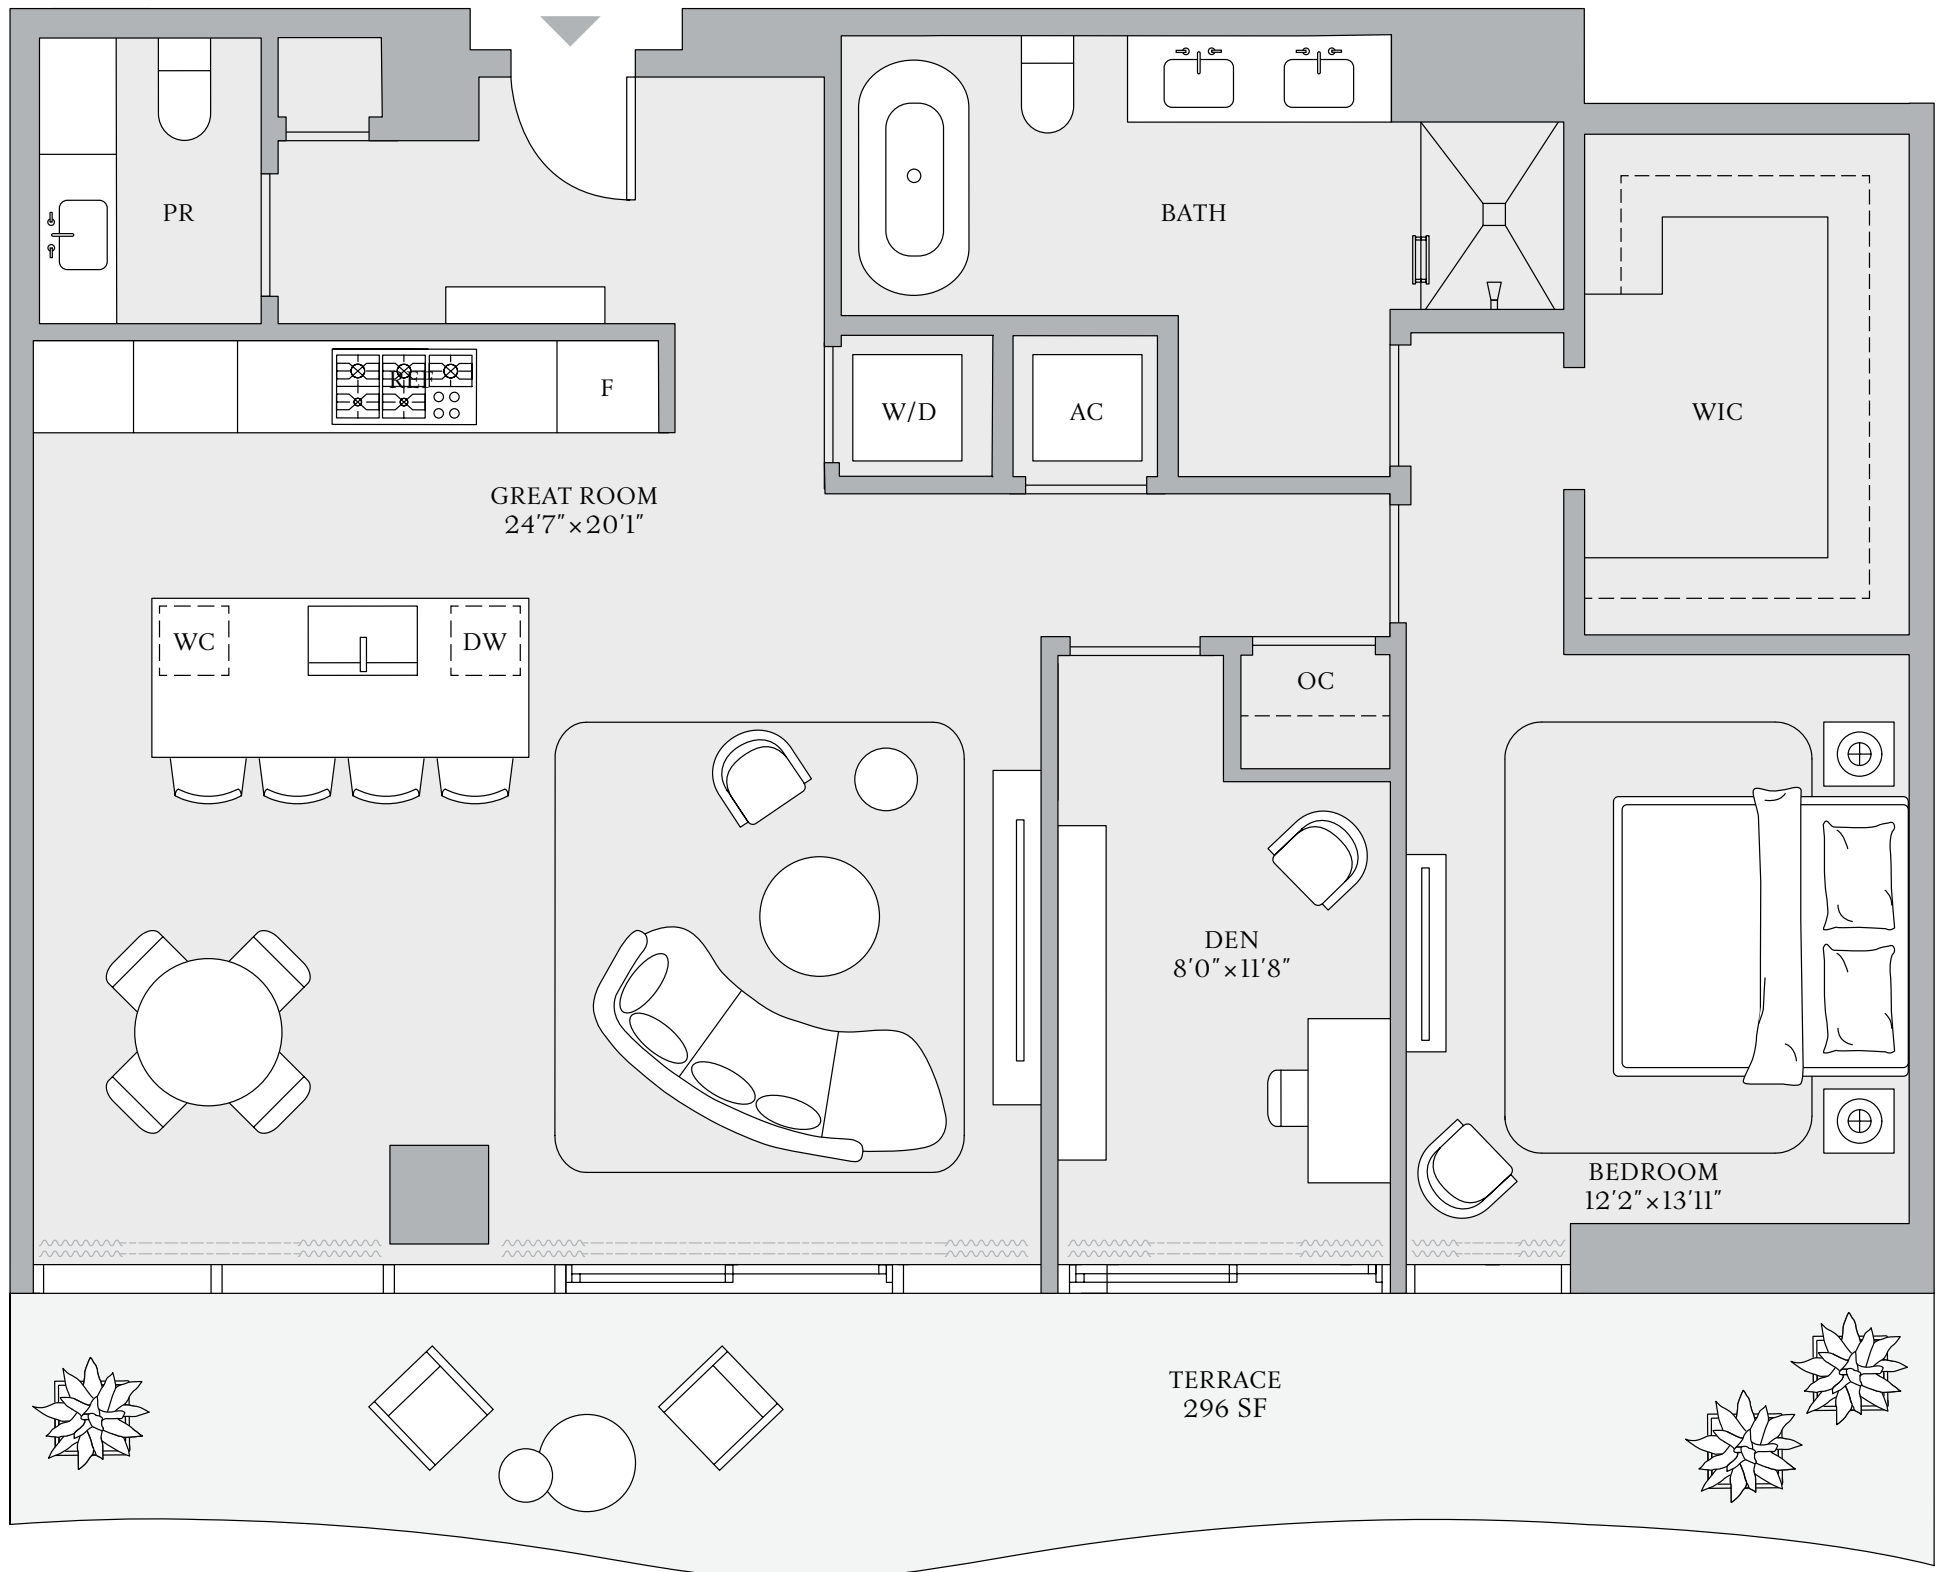 PR
BATH
REF
F
W/D
AC
WIC
GREAT ROOM
24'7"×20'1"
WC
DW
OC
DEN
8'0"×11'8"
BEDROOM
12'2"×13'11"
TERRACE
296 SF